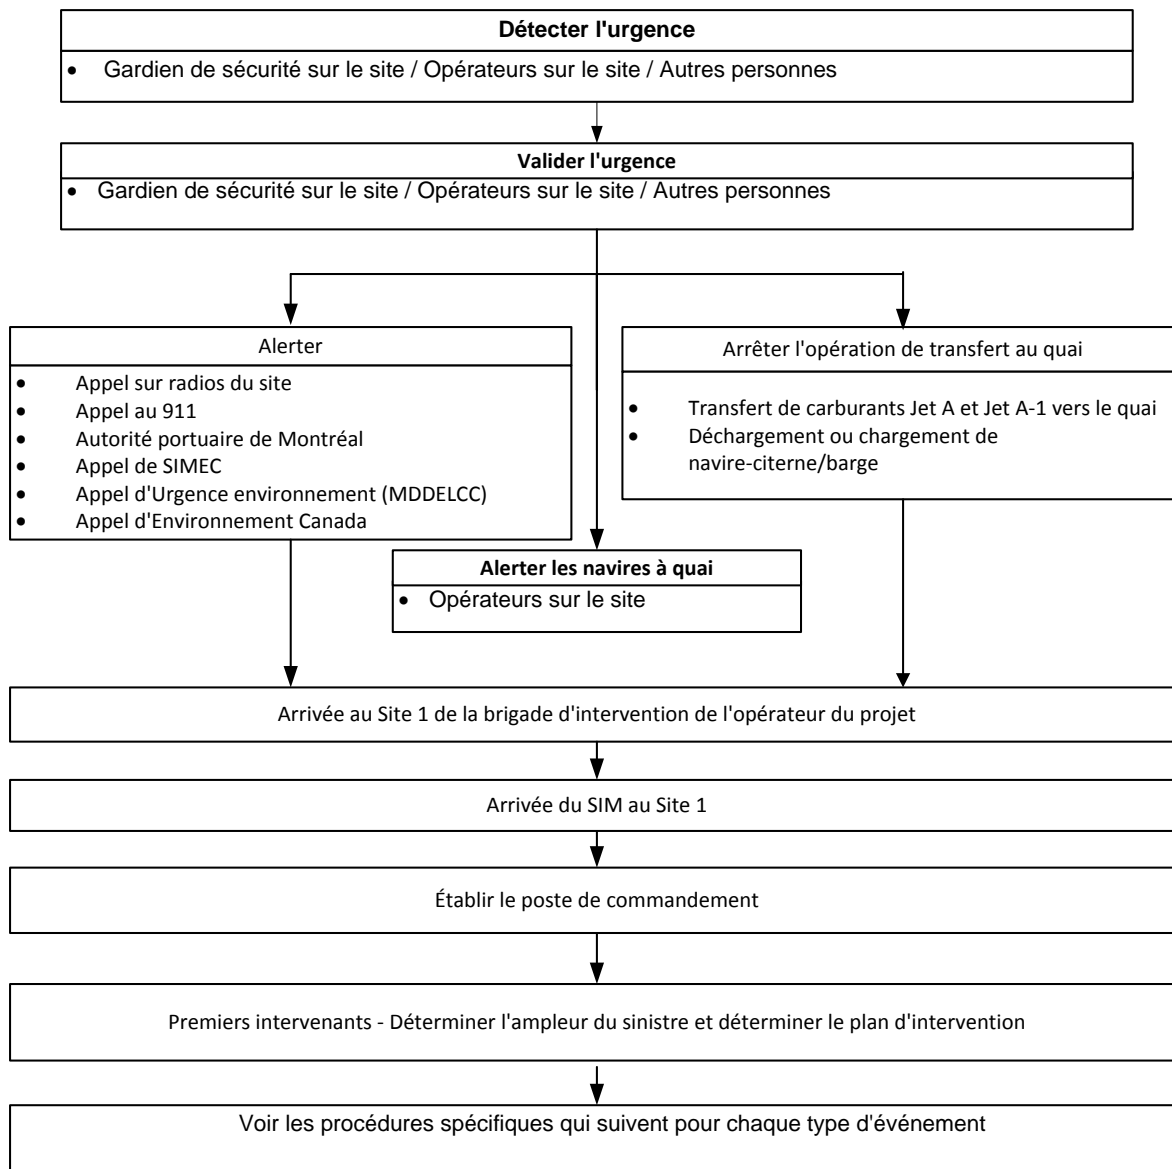 Détecter l'urgence
• Gardien de sécurité sur le site / Opérateurs sur le site / Autres personnes
Valider l'urgence
• Gardien de sécurité sur le site / Opérateurs sur le site / Autres personnes
Alerter
• Appel sur radios du site
• Appel au 911
• Autorité portuaire de Montréal
• Appel de SIMEC
• Appel d'Urgence environnement (MDDELCC)
• Appel d'Environnement Canada
Arrêter l'opération de transfert au quai
• Transfert de carburants Jet A et Jet A-1 vers le quai
• Déchargement ou chargement de
navire-citerne/barge
Alerter les navires à quai
• Opérateurs sur le site
Arrivée au Site 1 de la brigade d'intervention de l'opérateur du projet
Arrivée du SIM au Site 1
Établir le poste de commandement
Premiers intervenants - Déterminer l'ampleur du sinistre et déterminer le plan d'intervention
Voir les procédures spécifiques qui suivent pour chaque type d'événement